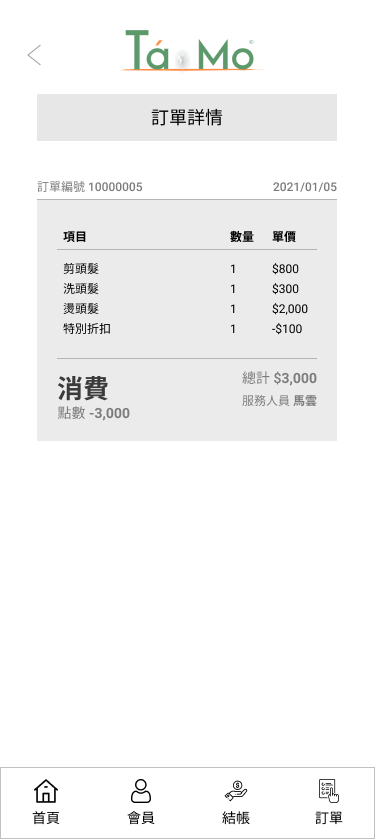 Tá Mo
訂單詳情
訂單編號 10000005 2021/01/05
項目 數量 單價
剪頭髮 1 $800
洗頭髮 1 $300
燙頭髮 1 $2,000
特別折扣 1 -$100
消費 總計 $3,000
點數 -3,000 服務人員 馬雲
首頁 會員 結帳 訂單